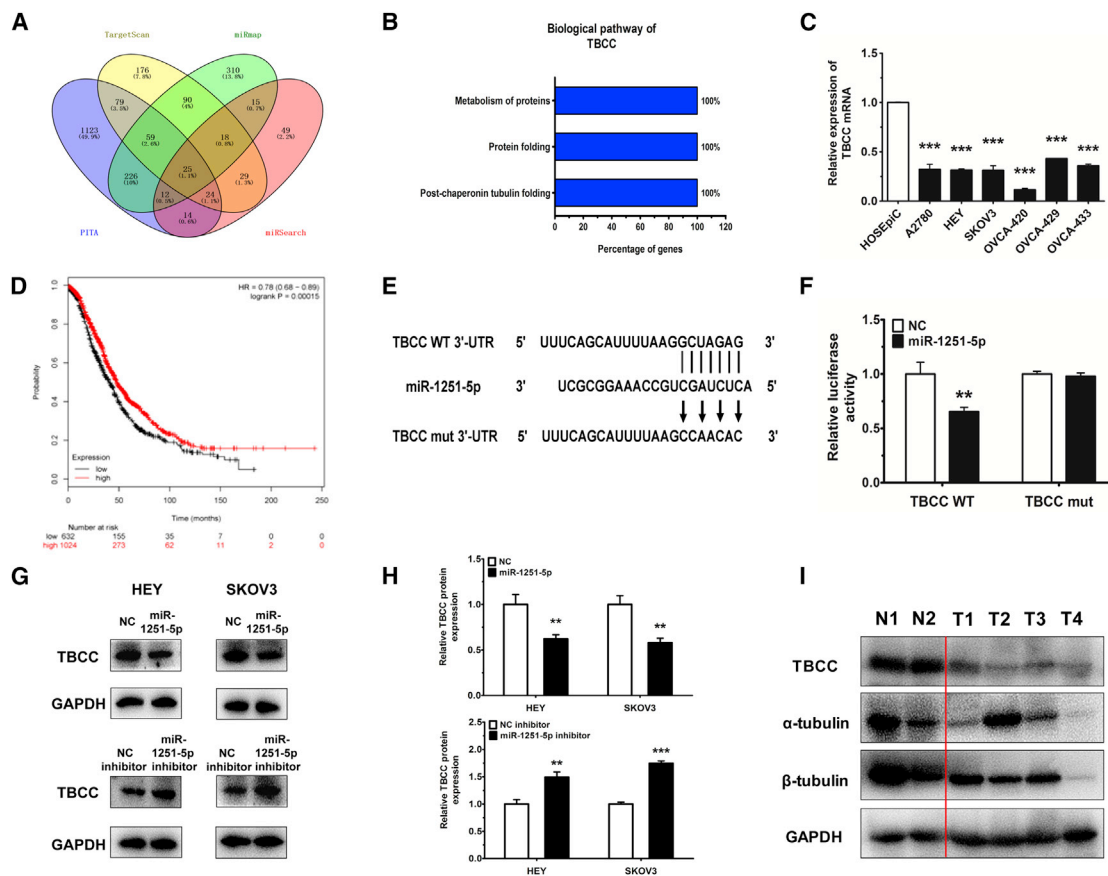 A
TargetScan
miRmap
176
(7.8%)
310
(13.8%)
79
(3.5%)
90
(4%)
15
(0.7%)
1123
(49.9%)
59
(2.6%)
18
(0.8%)
49
(2.2%)
226
(10%)
25
(1.1%)
29
(1.3%)
12
(0.5%)
24
(1.1%)
14
(0.6%)
PITA
miRSearch
B
Biological pathway of
TBCC
Metabolism of proteins
100%
Protein folding
100%
Post-chaperonin tubulin folding
100%
0 20 40 60 80 100 120
Percentage of genes
C
Relative expression of
TBCC mRNA
1.5
1.0
0.5
0.0
*** *** *** *** *** ***
HOSEpiC
A2780
HEY
SKOV3
OVCA-420
OVCA-429
OVCA-433
D
HR = 0.78 (0.68 − 0.89)
logrank P = 0.00015
Probability
1.0
0.8
0.6
0.4
0.2
0.0
Expression
low
high
0 50 100 150 200 250
Time (months)
Number at risk
low 632 155 35 7 0 0
high 1024 273 62 11 2 0
E
TBCC WT 3'-UTR 5' UUUCAGCAUUUUAAGGCUAGAG 3'
miR-1251-5p 3' UCGCGGAAACCGUCGAUCUCA 5'
TBCC mut 3'-UTR 5' UUUCAGCAUUUUAAGCCAACAC 3'
F
NC
miR-1251-5p
Relative luciferase
activity
1.5
1.0
0.5
0.0
**
TBCC WT TBCC mut
G
HEY SKOV3
NC miR-
1251-5p
NC miR-
1251-5p
TBCC
GAPDH
NC
inhibitor
miR-
1251-5p
inhibitor
NC
inhibitor
miR-
1251-5p
inhibitor
TBCC
GAPDH
H
NC
miR-1251-5p
Relative TBCC protein
expression
1.5
1.0
0.5
0.0
** **
HEY SKOV3
NC inhibitor
miR-1251-5p inhibitor
Relative TBCC protein
expression
2.0
1.5
1.0
0.5
0.0
** ***
HEY SKOV3
I
N1 N2 T1 T2 T3 T4
TBCC
α-tubulin
β-tubulin
GAPDH